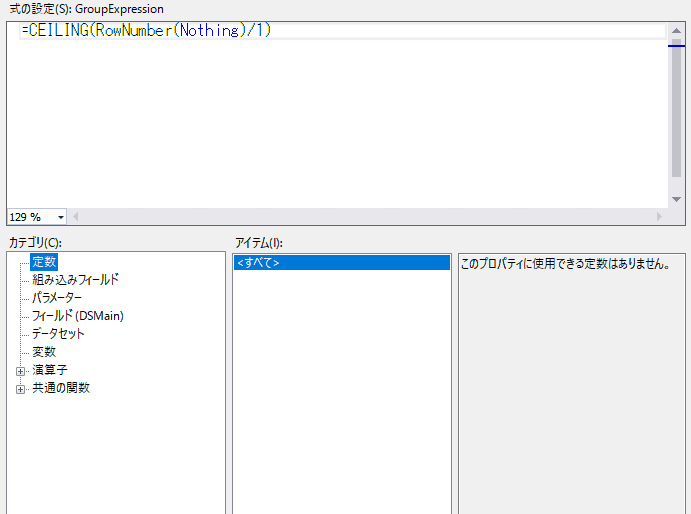 式の設定(S): GroupExpression
=CEILING(RowNumber(Nothing)/1)
129 %
カテゴリ(C):
アイテム(I):
定数
組み込みフィールド
パラメーター
フィールド (DSMain)
データセット
変数
演算子
共通の関数
<すべて>
このプロパティに使用できる定数はありません。